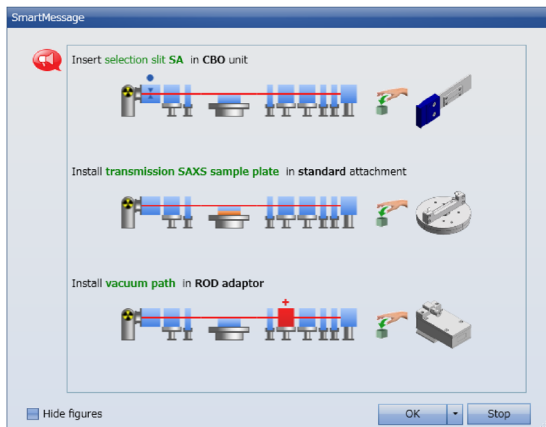 SmartMessage
Insert selection slit SA in CBO unit
Install transmission SAXS sample plate in standard attachment
Install vacuum path in ROD adaptor
Hide figures
OK
Stop